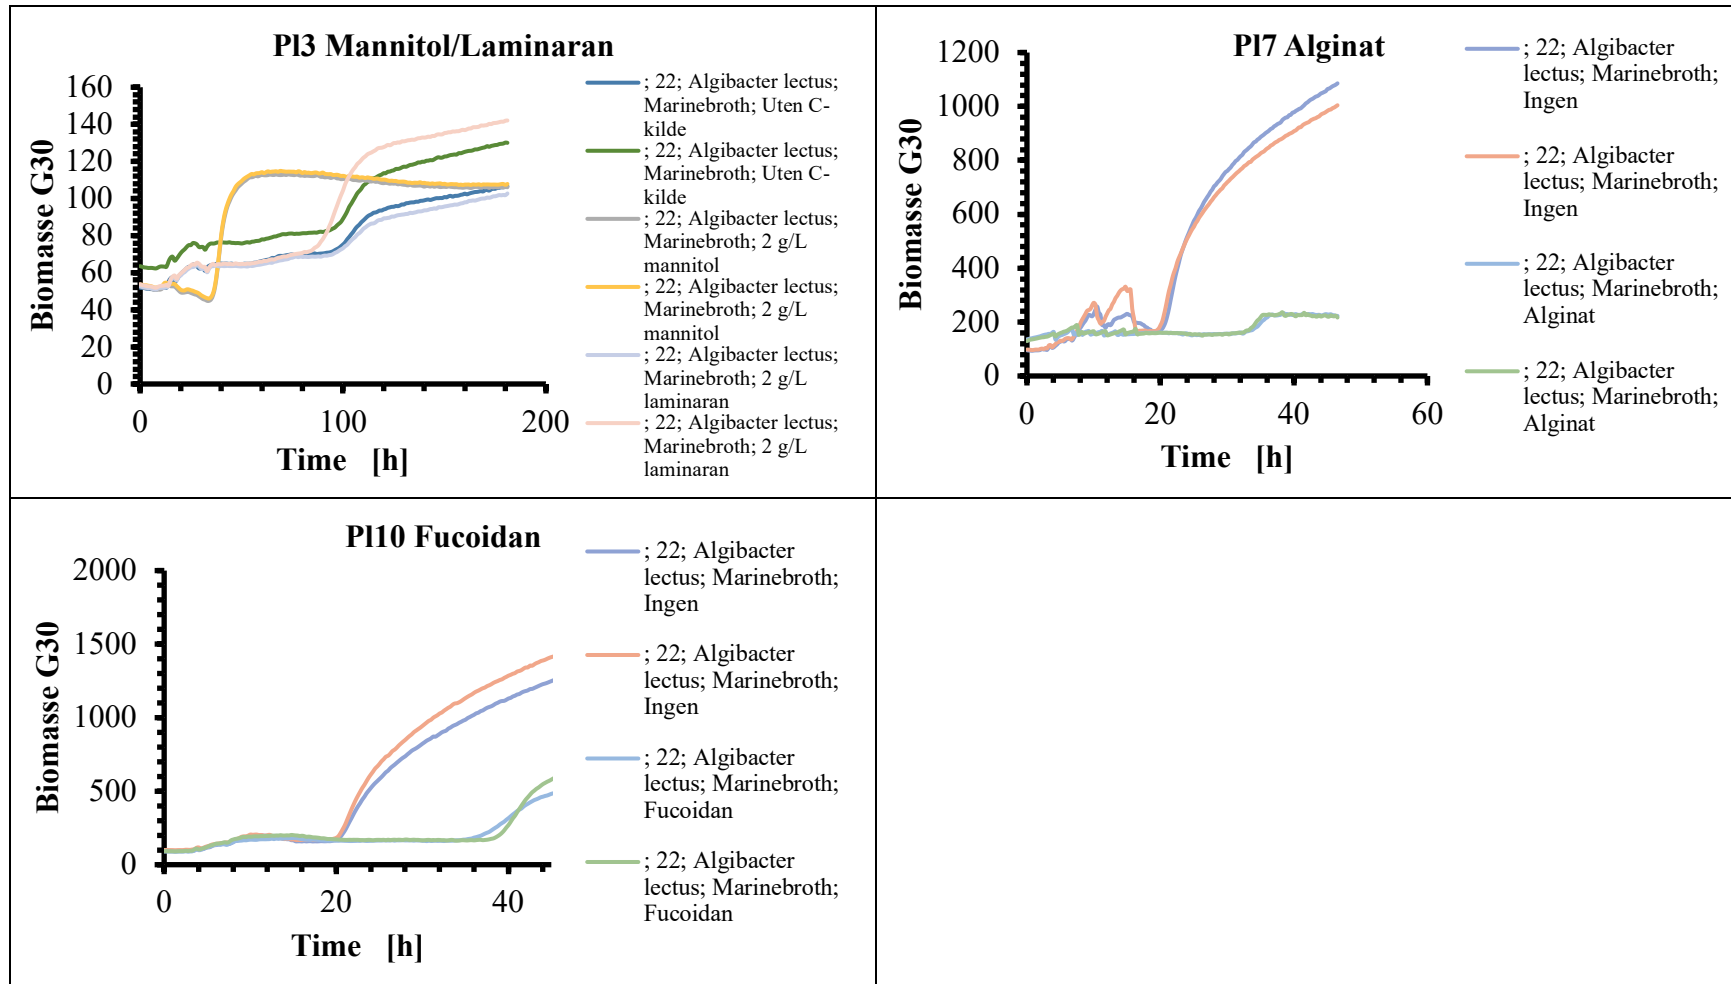 Pl3 Mannitol/Laminaran
Biomasse G30
160
140
120
100
80
60
40
20
0
0
100
200
Time [h]
; 22; Algibacter lectus;
Marinebroth; Uten C-
kilde
; 22; Algibacter lectus;
Marinebroth; Uten C-
kilde
; 22; Algibacter lectus;
Marinebroth; 2 g/L
mannitol
; 22; Algibacter lectus;
Marinebroth; 2 g/L
mannitol
; 22; Algibacter lectus;
Marinebroth; 2 g/L
laminaran
; 22; Algibacter lectus;
Marinebroth; 2 g/L
laminaran
Pl7 Alginat
Biomasse G30
1200
1000
800
600
400
200
0
0
20
40
60
Time [h]
; 22; Algibacter
lectus; Marinebroth;
Ingen
; 22; Algibacter
lectus; Marinebroth;
Ingen
; 22; Algibacter
lectus; Marinebroth;
Alginat
; 22; Algibacter
lectus; Marinebroth;
Alginat
Pl10 Fucoidan
Biomasse G30
2000
1500
1000
500
0
0
20
40
Time [h]
; 22; Algibacter
lectus; Marinebroth;
Ingen
; 22; Algibacter
lectus; Marinebroth;
Ingen
; 22; Algibacter
lectus; Marinebroth;
Fucoidan
; 22; Algibacter
lectus; Marinebroth;
Fucoidan